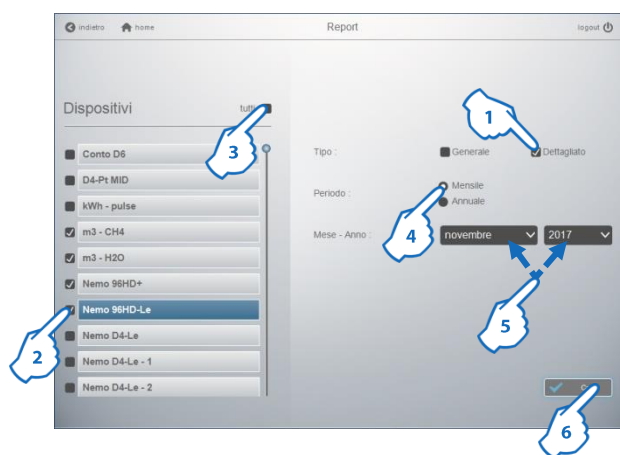 indietro home Report logout
Dispositivi
Conto D6
D4-Pt MID
kWh - pulse
m3 - CH4
m3 - H2O
Nemo 96HD+
Nemo 96HD-Le
Nemo D4-Le
Nemo D4-Le - 1
Nemo D4-Le - 2
3
2
1
Tipo : Generale Dettagliato
Periodo : Mensile
Annuale
4
Mese - Anno : novembre 2017
5
6